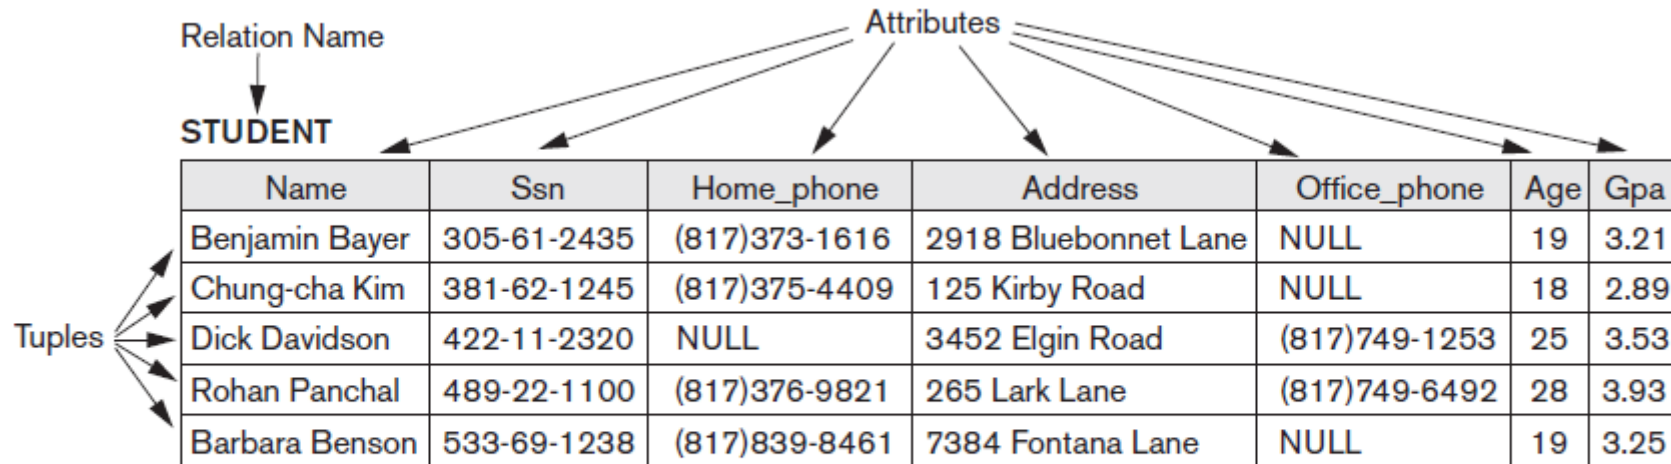 Attributes
Relation Name
STUDENT
Name Ssn Home_phone Address Office_phone Age Gpa
Benjamin Bayer 305-61-2435 (817)373-1616 2918 Bluebonnet Lane NULL 19 3.21
Chung-cha Kim 381-62-1245 (817)375-4409 125 Kirby Road NULL 18 2.89
Tuples Dick Davidson 422-11-2320 NULL 3452 Elgin Road (817)749-1253 25 3.53
Rohan Panchal 489-22-1100 (817)376-9821 265 Lark Lane (817)749-6492 28 3.93
Barbara Benson 533-69-1238 (817)839-8461 7384 Fontana Lane NULL 19 3.25